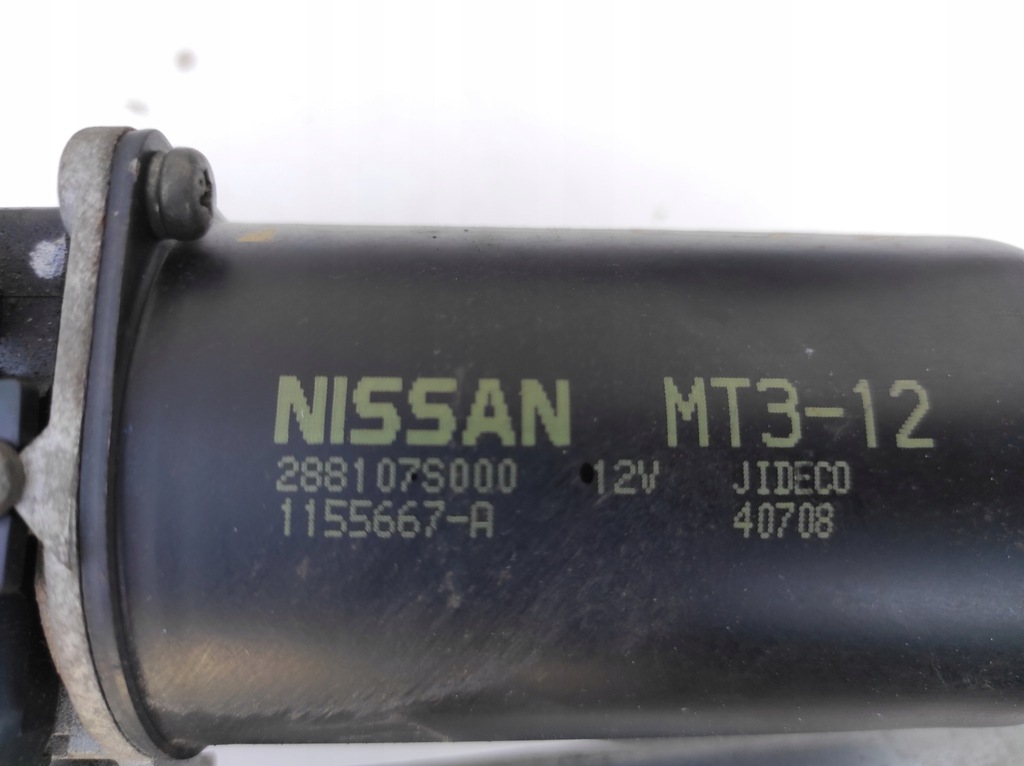 NISSAN MT3-12
288107S000 12V JIDECO
1155667-A 40708